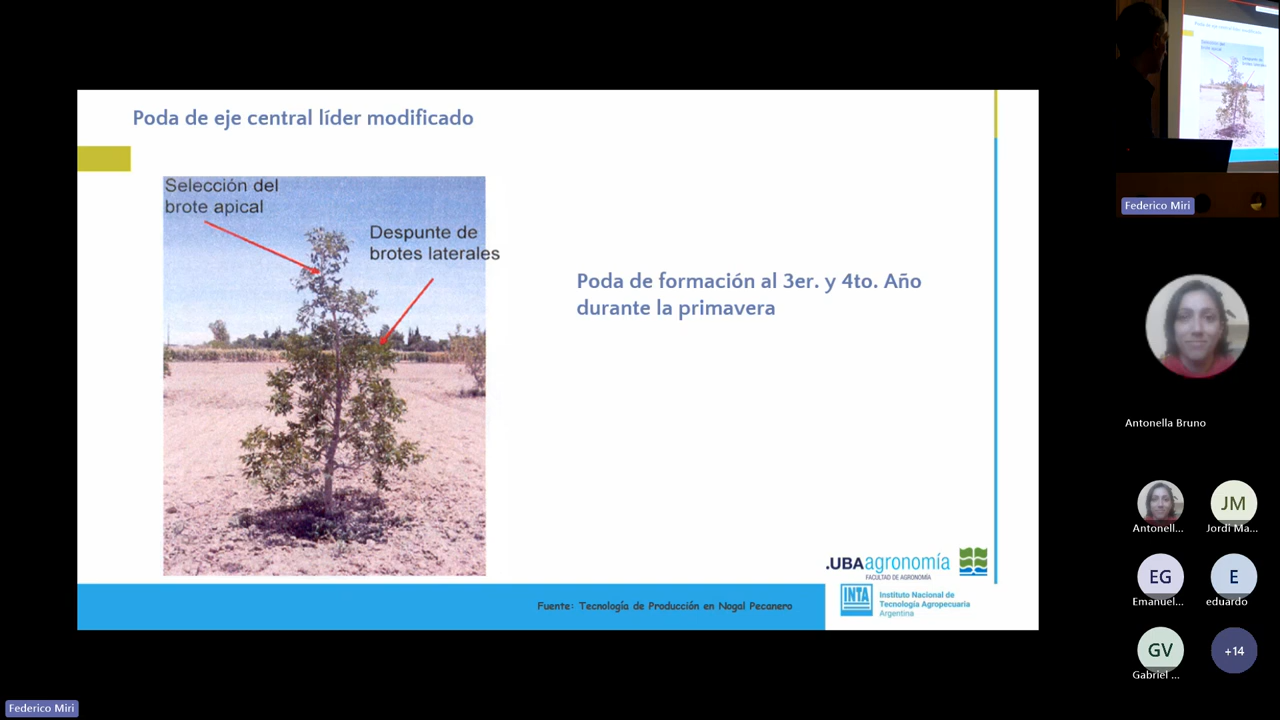 Poda de eje central líder modificado
Selección del
brote apical
Despunte de
brotes laterales
Poda de formación al 3er. y 4to. Año
durante la primavera
.UBAagronomía
FACULTAD DE AGRONOMÍA
Fuente: Tecnología de Producción en Nogal Pecanero
INTA
Instituto Nacional de
Tecnología Agropecuaria
Argentina
Federico Miri
Federico Miri
Antonella Bruno
Antonell...
JM
Jordi Ma...
EG
Emanuel...
E
eduardo
GV
Gabriel ...
+14